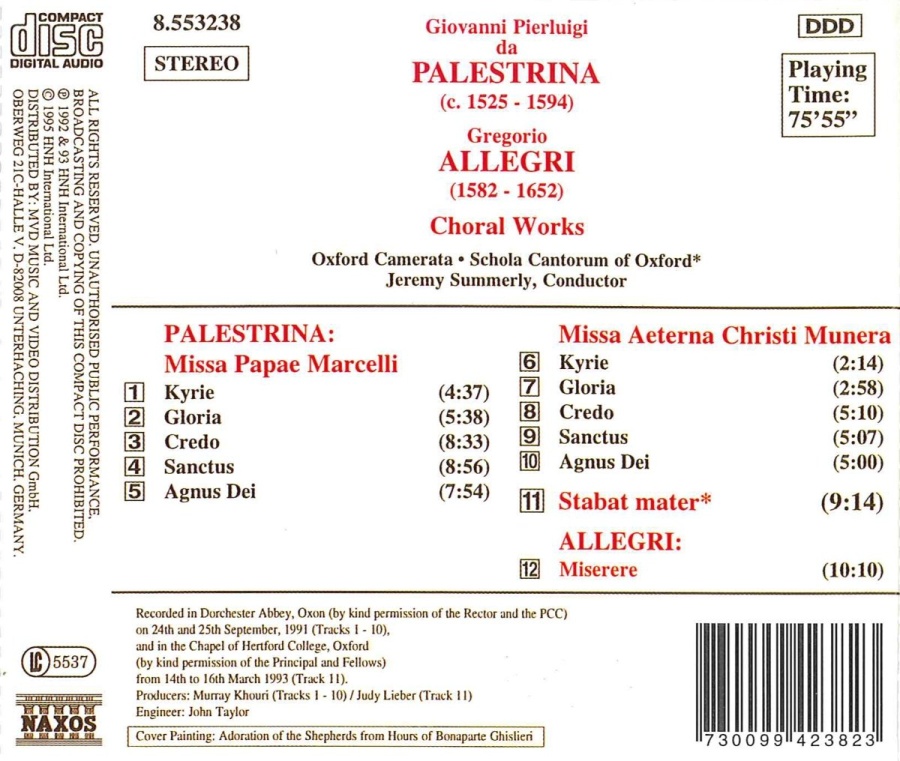 COMPACT
disc
DIGITAL AUDIO
8.553238
STEREO
Giovanni Pierluigi
da
PALESTRINA
(c. 1525 - 1594)
Gregorio
ALLEGRI
(1582 - 1652)
Choral Works
Oxford Camerata • Schola Cantorum of Oxford*
Jeremy Summerly, Conductor
DDD
Playing
Time:
75'55”
ALL RIGHTS RESERVED. UNAUTHORISED PUBLIC PERFORMANCE,
BROADCASTING AND COPYING OF THIS COMPACT DISC PROHIBITED.
℗ 1992 & 93 HNH International Ltd.
© 1995 HNH International Ltd.
DISTRIBUTED BY: MVD MUSIC AND VIDEO DISTRIBUTION GmbH,
OBERWEG 21C-HALLE V, D-82008 UNTERHACHING, MUNICH, GERMANY.
PALESTRINA:
Missa Papae Marcelli
1 Kyrie (4:37)
2 Gloria (5:38)
3 Credo (8:33)
4 Sanctus (8:56)
5 Agnus Dei (7:54)
Missa Aeterna Christi Munera
6 Kyrie (2:14)
7 Gloria (2:58)
8 Credo (5:10)
9 Sanctus (5:07)
10 Agnus Dei (5:00)
11 Stabat mater* (9:14)
ALLEGRI:
12 Miserere (10:10)
Recorded in Dorchester Abbey, Oxon (by kind permission of the Rector and the PCC)
on 24th and 25th September, 1991 (Tracks 1 - 10),
and in the Chapel of Hertford College, Oxford
(by kind permission of the Principal and Fellows)
from 14th to 16th March 1993 (Track 11).
Producers: Murray Khouri (Tracks 1 - 10) / Judy Lieber (Track 11)
Engineer: John Taylor
Cover Painting: Adoration of the Shepherds from Hours of Bonaparte Ghislieri
LC 5537
NAXOS
7 30099 42382 3